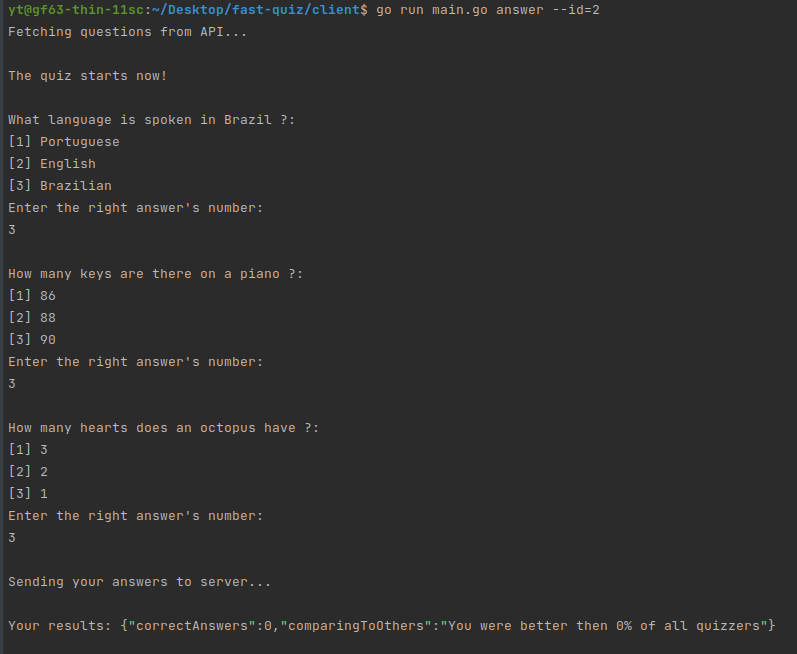 yt@gf63-thin-11sc:~/Desktop/fast-quiz/client$ go run main.go answer --id=2
Fetching questions from API...
The quiz starts now!
What language is spoken in Brazil ?:
[1] Portuguese
[2] English
[3] Brazilian
Enter the right answer's number:
3
How many keys are there on a piano ?:
[1] 86
[2] 88
[3] 90
Enter the right answer's number:
3
How many hearts does an octopus have ?:
[1] 3
[2] 2
[3] 1
Enter the right answer's number:
3
Sending your answers to server...
Your results: {"correctAnswers":0,"comparingToOthers":"You were better then 0% of all quizzers"}